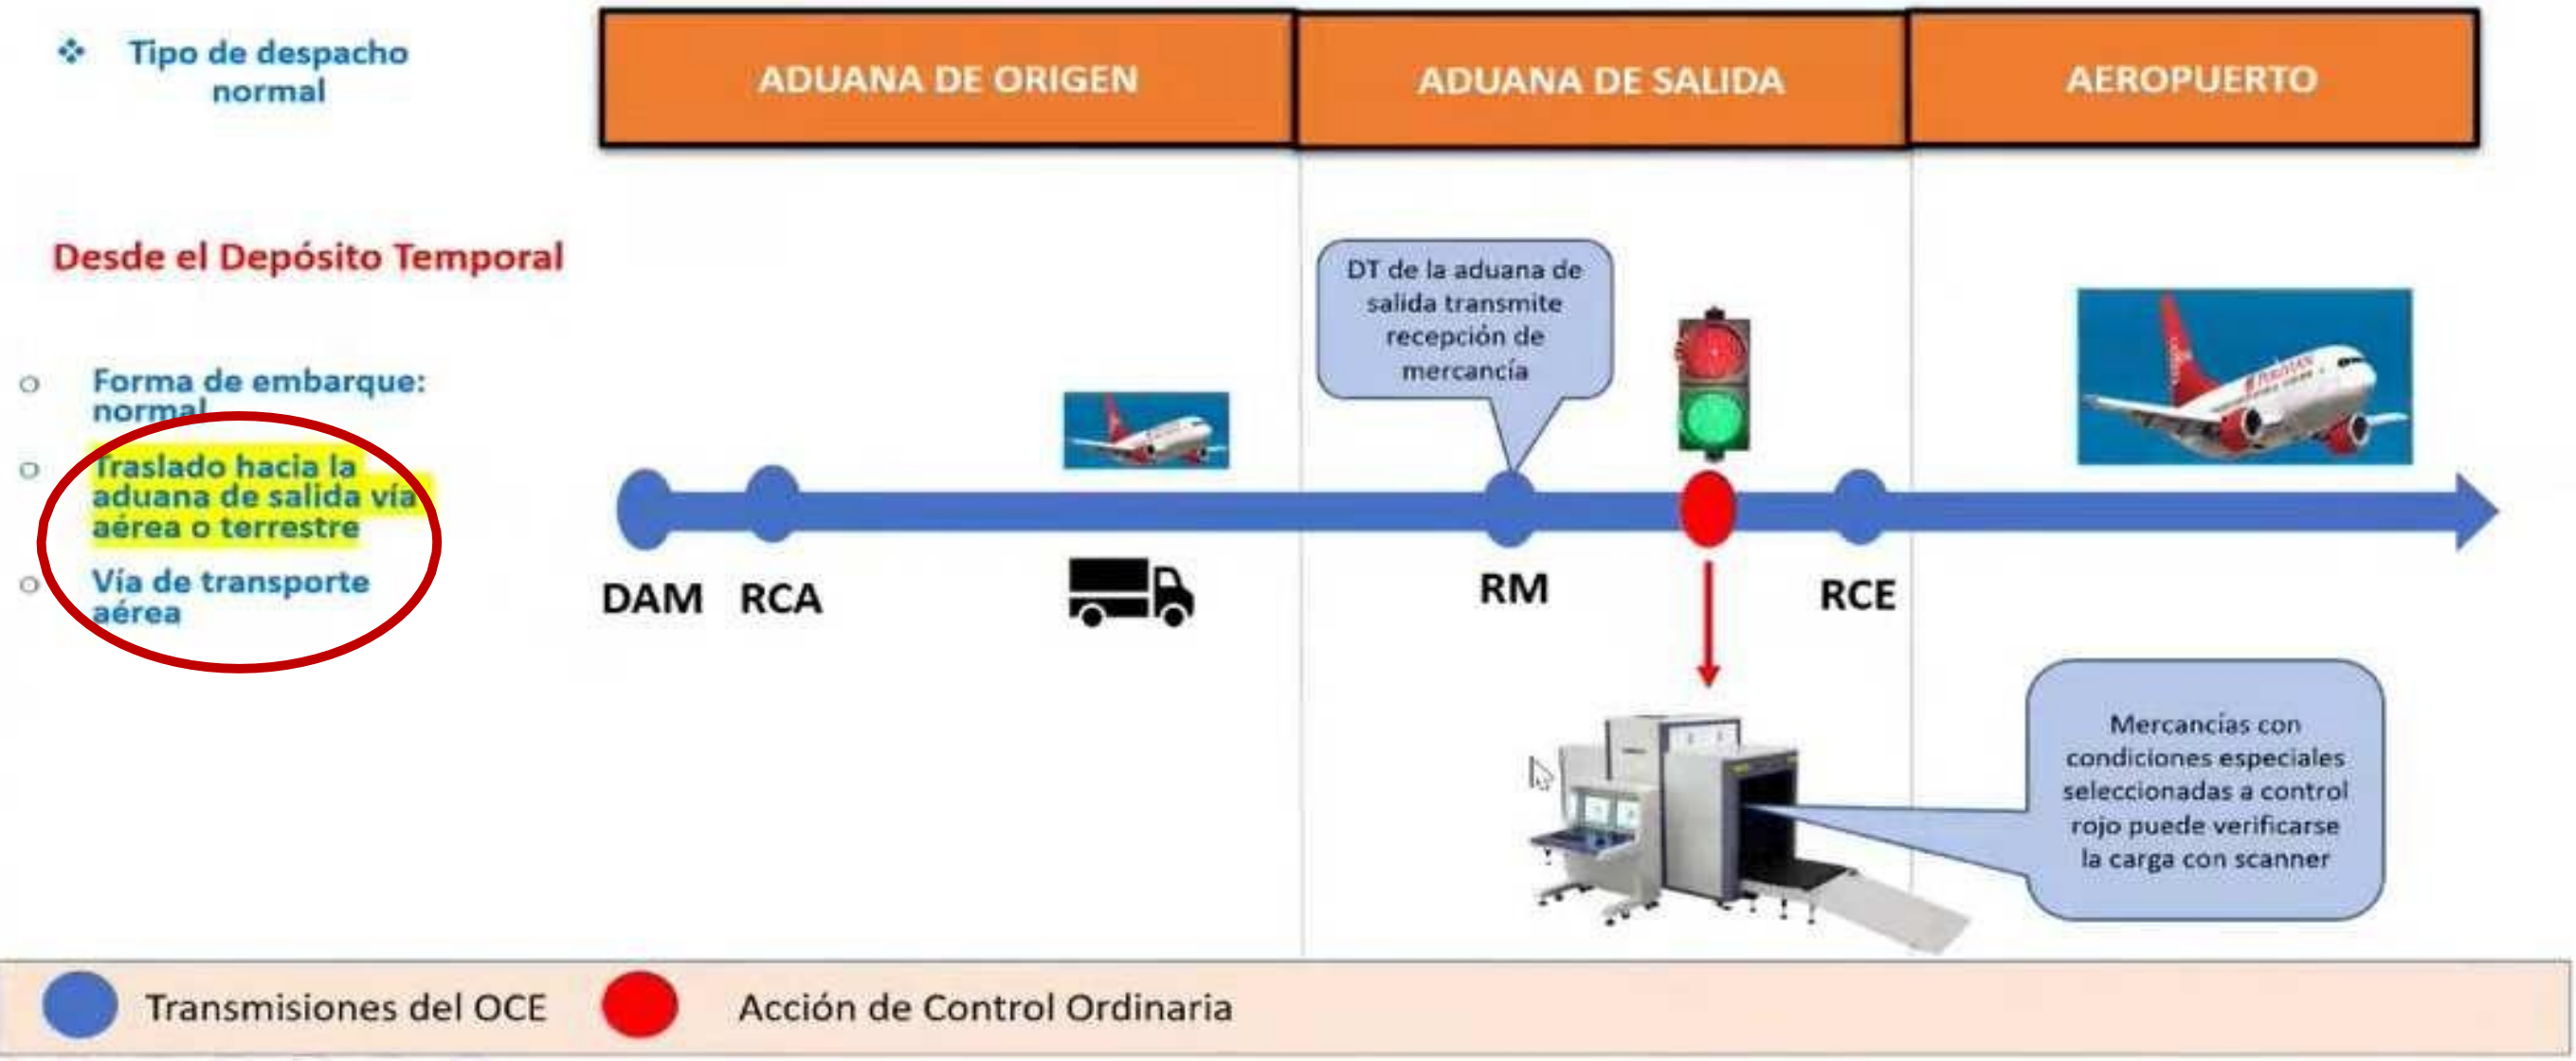 ❖ Tipo de despacho
normal
ADUANA DE ORIGEN
ADUANA DE SALIDA
AEROPUERTO
Desde el Depósito Temporal
o Forma de embarque:
normal
o Traslado hacia la
aduana de salida vía
aérea o terrestre
o Vía de transporte
aérea
DT de la aduana de
salida transmite
recepción de
mercancía
DAM
RCA
RM
RCE
Mercancías con
condiciones especiales
seleccionadas a control
rojo puede verificarse
la carga con scanner
Transmisiones del OCE
Acción de Control Ordinaria